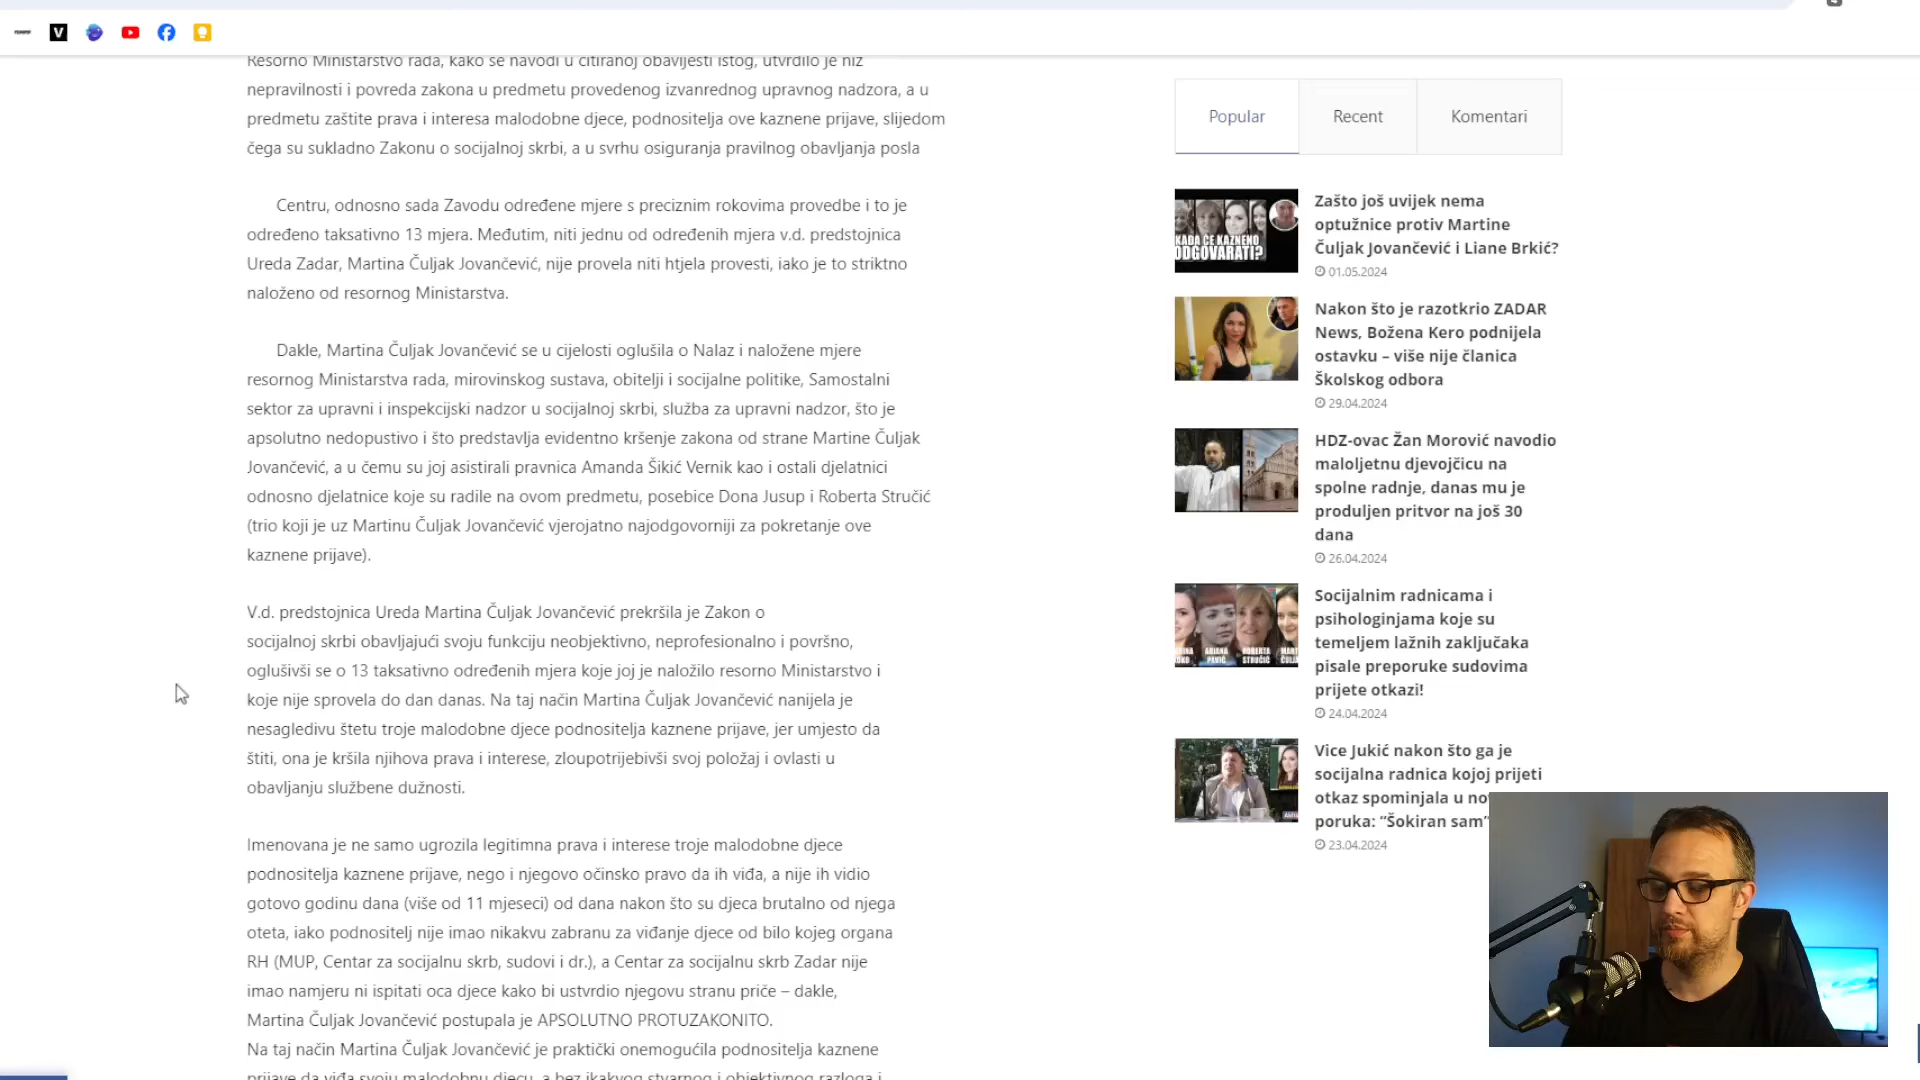 Resorno Ministarstvo rada, kako se navodi u citiranoj obavijesti istog, utvrdilo je niz
nepravilnosti i povreda zakona u predmetu provedenog izvanrednog upravnog nadzora, a u
predmetu zaštite prava i interesa malodobne djece, podnositelja ove kaznene prijave, slijedom
čega su sukladno Zakonu o socijalnoj skrbi, a u svrhu osiguranja pravilnog obavljanja posla
Centru, odnosno sada Zavodu određene mjere s preciznim rokovima provedbe i to je
određeno taksativno 13 mjera. Međutim, niti jednu od određenih mjera v.d. predstojnica
Ureda Zadar, Martina Čuljak Jovančević, nije provela niti htjela provesti, iako je to striktno
naloženo od resornog Ministarstva.
Dakle, Martina Čuljak Jovančević se u cijelosti oglušila o Nalaz i naložene mjere
resornog Ministarstva rada, mirovinskog sustava, obitelji i socijalne politike, Samostalni
sektor za upravni i inspekcijski nadzor u socijalnoj skrbi, služba za upravni nadzor, što je
apsolutno nedopustivo i što predstavlja evidentno kršenje zakona od strane Martine Čuljak
Jovančević, a u čemu su joj asistirali pravnica Amanda Šikić Vernik kao i ostali djelatnici
odnosno djelatnice koje su radile na ovom predmetu, posebice Dona Jusup i Roberta Stručić
(trio koji je uz Martinu Čuljak Jovančević vjerojatno najodgovorniji za pokretanje ove
kaznene prijave).
V.d. predstojnica Ureda Martina Čuljak Jovančević prekršila je Zakon o
socijalnoj skrbi obavljajući svoju funkciju neobjektivno, neprofesionalno i površno,
oglušivši se o 13 taksativno određenih mjera koje joj je naložilo resorno Ministarstvo i
koje nije sprovela do dan danas. Na taj način Martina Čuljak Jovančević nanijela je
nesagledivu štetu troje malodobne djece podnositelja kaznene prijave, jer umjesto da
štiti, ona je kršila njihova prava i interese, zloupotrijebivši svoj položaj i ovlasti u
obavljanju službene dužnosti.
Imenovana je ne samo ugrozila legitimna prava i interese troje malodobne djece
podnositelja kaznene prijave, nego i njegovo očinsko pravo da ih viđa, a nije ih vidio
gotovo godinu dana (više od 11 mjeseci) od dana nakon što su djeca brutalno od njega
oteta, iako podnositelj nije imao nikakvu zabranu za viđanje djece od bilo kojeg organa
RH (MUP, Centar za socijalnu skrb, sudovi i dr.), a Centar za socijalnu skrb Zadar nije
imao namjeru ni ispitati oca djece kako bi ustvrdio njegovu stranu priče – dakle,
Martina Čuljak Jovančević postupala je APSOLUTNO PROTUZAKONITO.
Na taj način Martina Čuljak Jovančević je praktički onemogućila podnositelja kaznene
prijave da viđa svoju malodobnu djecu, a bez ikakvog stvarnog i objektivnog razloga i
Popular
Recent
Komentari
KADA ĆE KAZNENO
ODGOVARATI?
Zašto još uvijek nema
optužnice protiv Martine
Čuljak Jovančević i Liane Brkić?
01.05.2024
Nakon što je razotkrio ZADAR
News, Božena Kero podnijela
ostavku – više nije članica
Školskog odbora
29.04.2024
HDZ-ovac Žan Morović navodio
maloljetnu djevojčicu na
spolne radnje, danas mu je
produljen pritvor na još 30
dana
26.04.2024
ROBERTA
STRUČIĆ
Socijalnim radnicama i
psihologinjama koje su
temeljem lažnih zaključaka
pisale preporuke sudovima
prijete otkazi!
24.04.2024
Vice Jukić nakon što ga je
socijalna radnica kojoj prijeti
otkaz spominjala u
poruka: “Šokiran sam”
23.04.2024